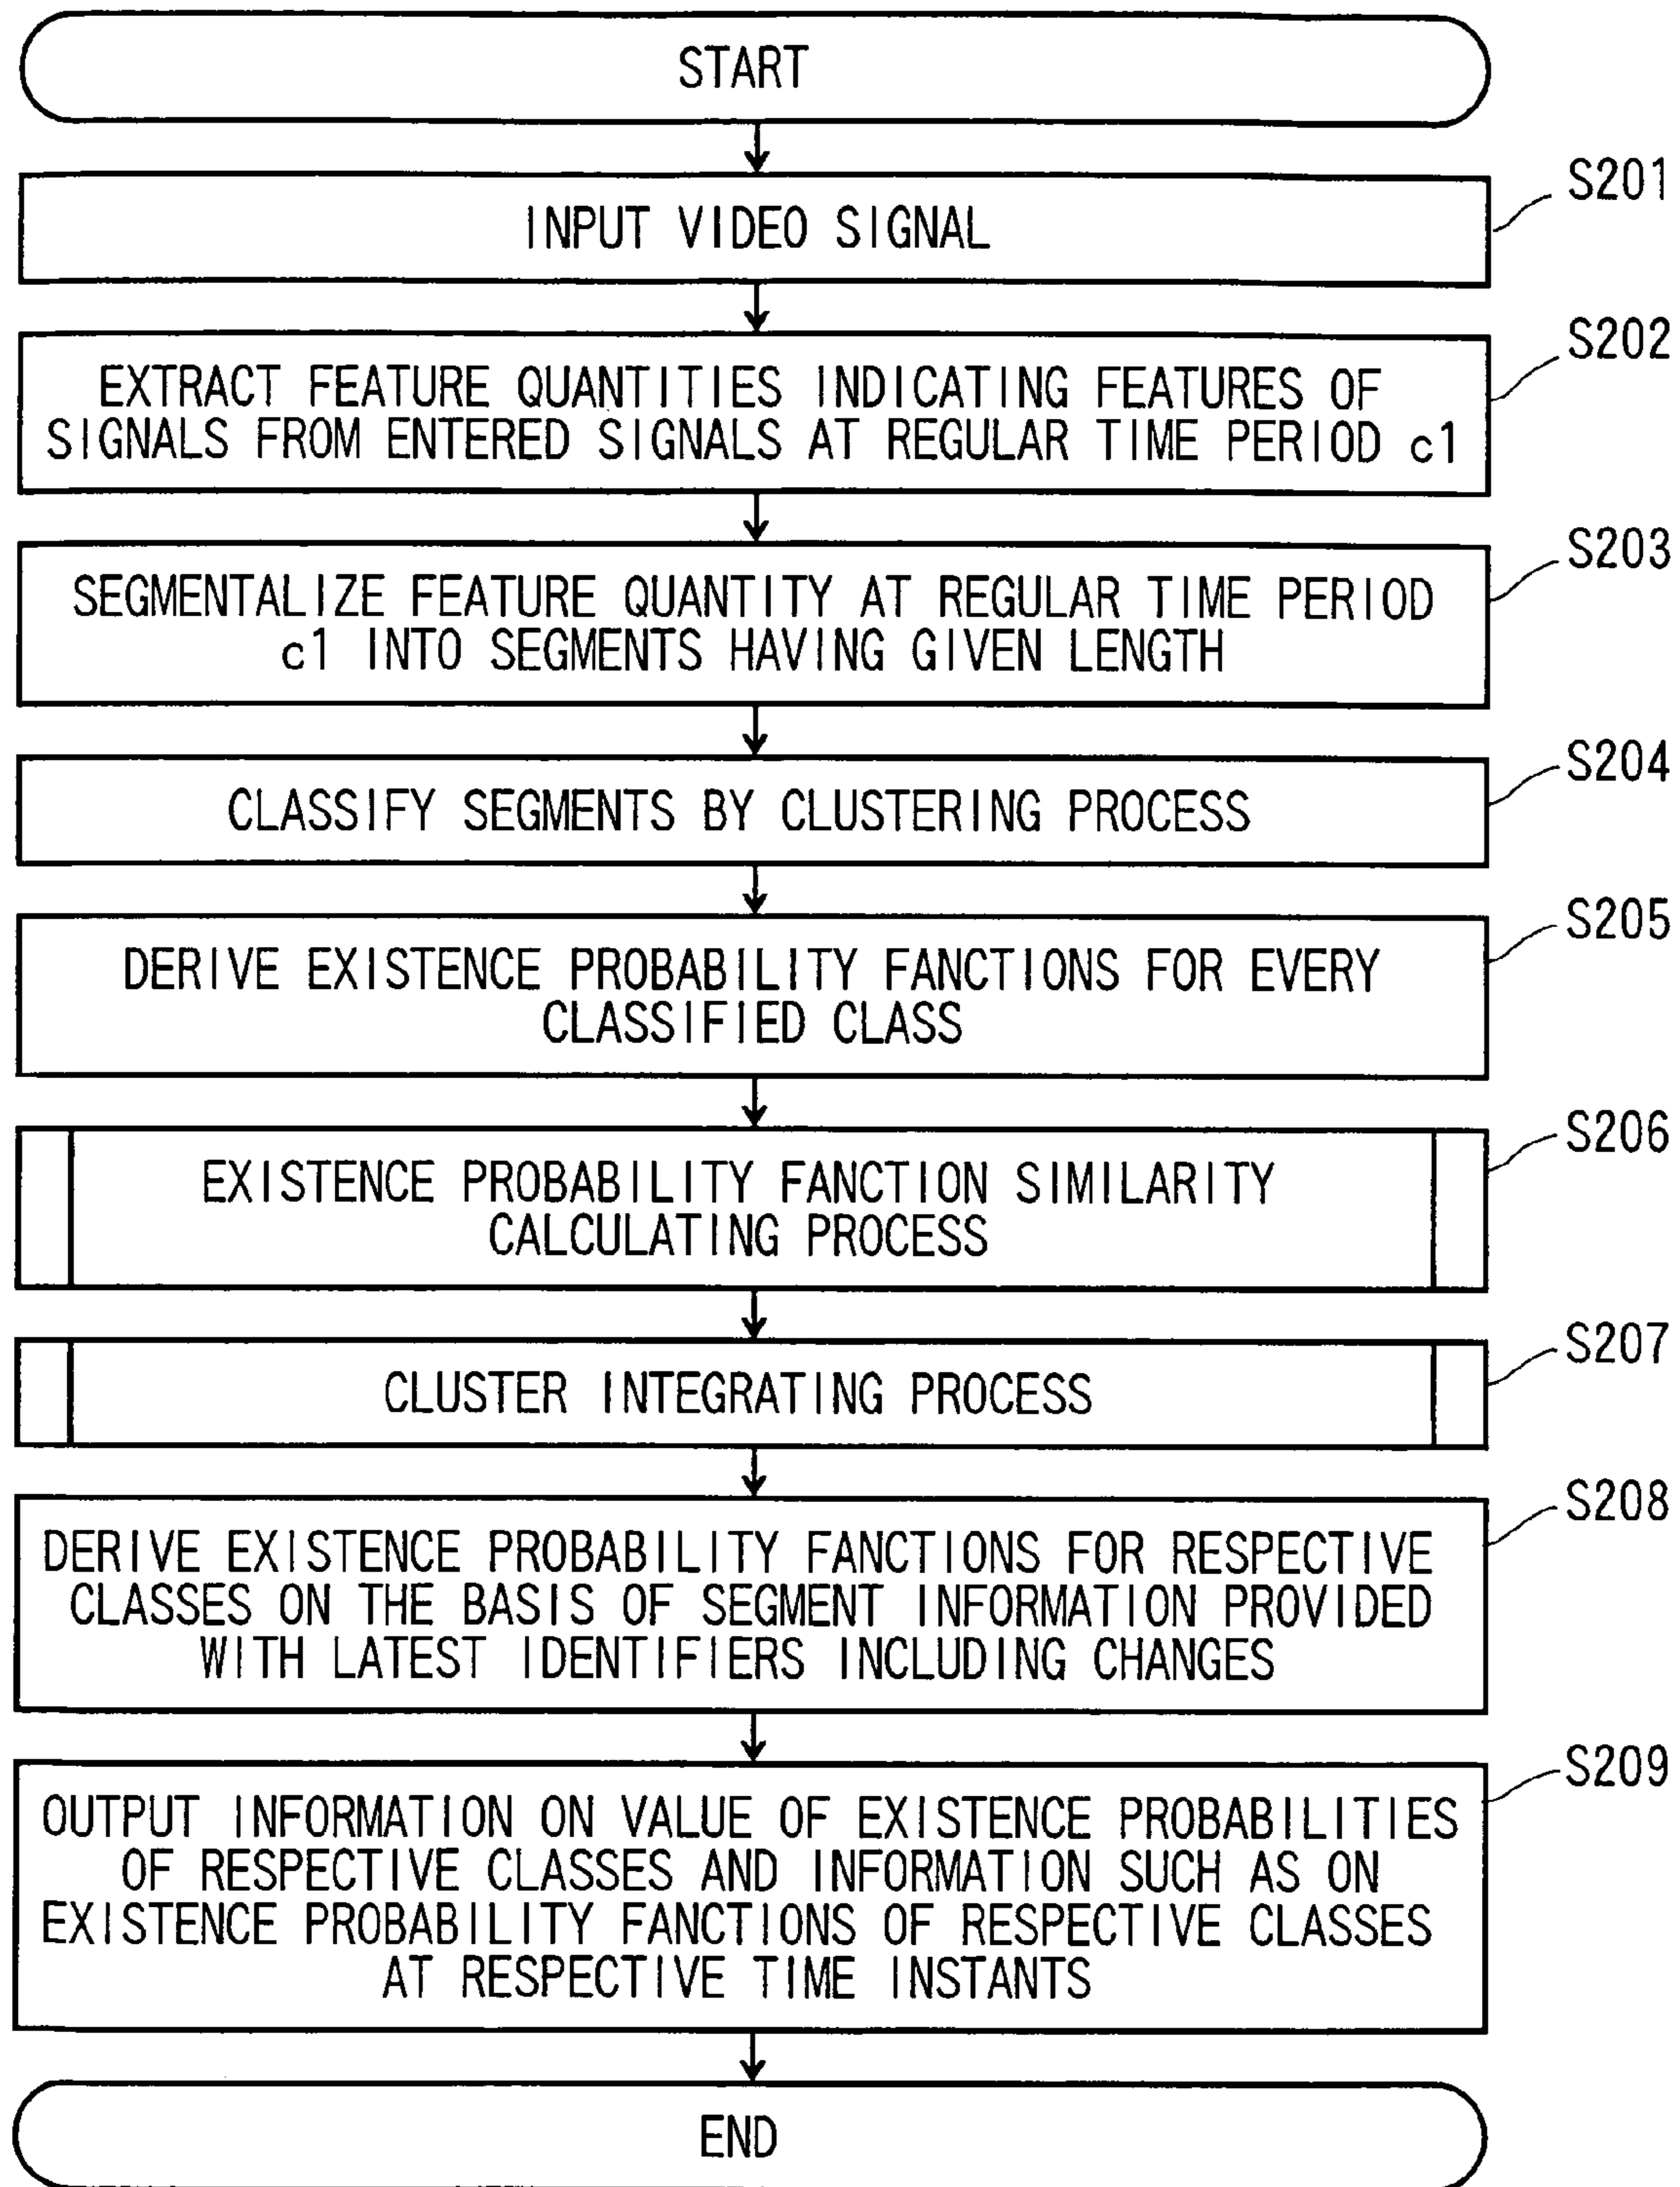 START
S201
INPUT VIDEO SIGNAL
S202
EXTRACT FEATURE QUANTITIES INDICATING FEATURES OF
SIGNALS FROM ENTERED SIGNALS AT REGULAR TIME PERIOD c1
S203
SEGMENTALIZE FEATURE QUANTITY AT REGULAR TIME PERIOD
c1 INTO SEGMENTS HAVING GIVEN LENGTH
S204
CLASSIFY SEGMENTS BY CLUSTERING PROCESS
S205
DERIVE EXISTENCE PROBABILITY FANCTIONS FOR EVERY
CLASSIFIED CLASS
S206
EXISTENCE PROBABILITY FANCTION SIMILARITY
CALCULATING PROCESS
S207
CLUSTER INTEGRATING PROCESS
S208
DERIVE EXISTENCE PROBABILITY FANCTIONS FOR RESPECTIVE
CLASSES ON THE BASIS OF SEGMENT INFORMATION PROVIDED
WITH LATEST IDENTIFIERS INCLUDING CHANGES
S209
OUTPUT INFORMATION ON VALUE OF EXISTENCE PROBABILITIES
OF RESPECTIVE CLASSES AND INFORMATION SUCH AS ON
EXISTENCE PROBABILITY FANCTIONS OF RESPECTIVE CLASSES
AT RESPECTIVE TIME INSTANTS
END